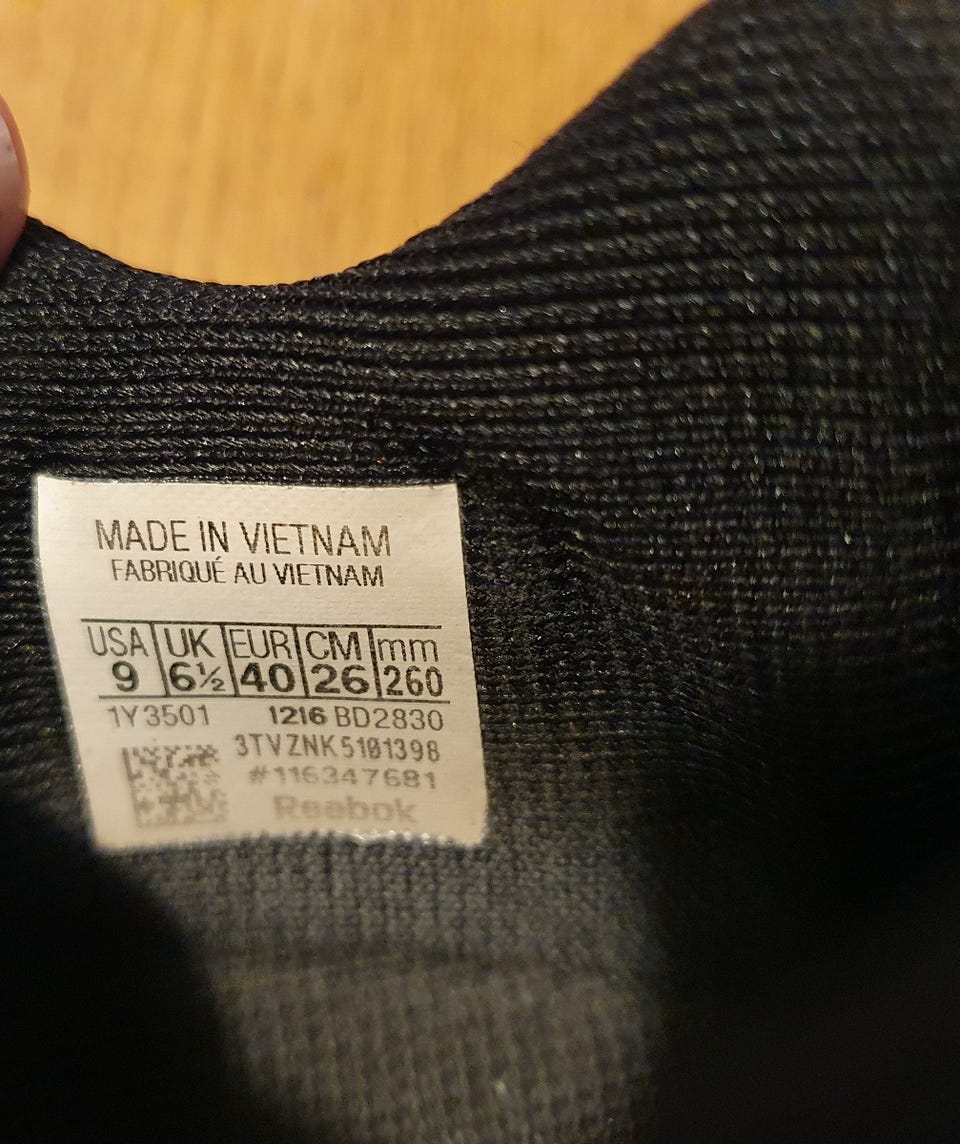 MADE IN VIETNAM
FABRIQUÉ AU VIETNAM
USA UK EUR CM mm
9 6½ 40 26 260
1Y3501 1216 BD2830
3TVZNK5101398
#116347681
Reebok